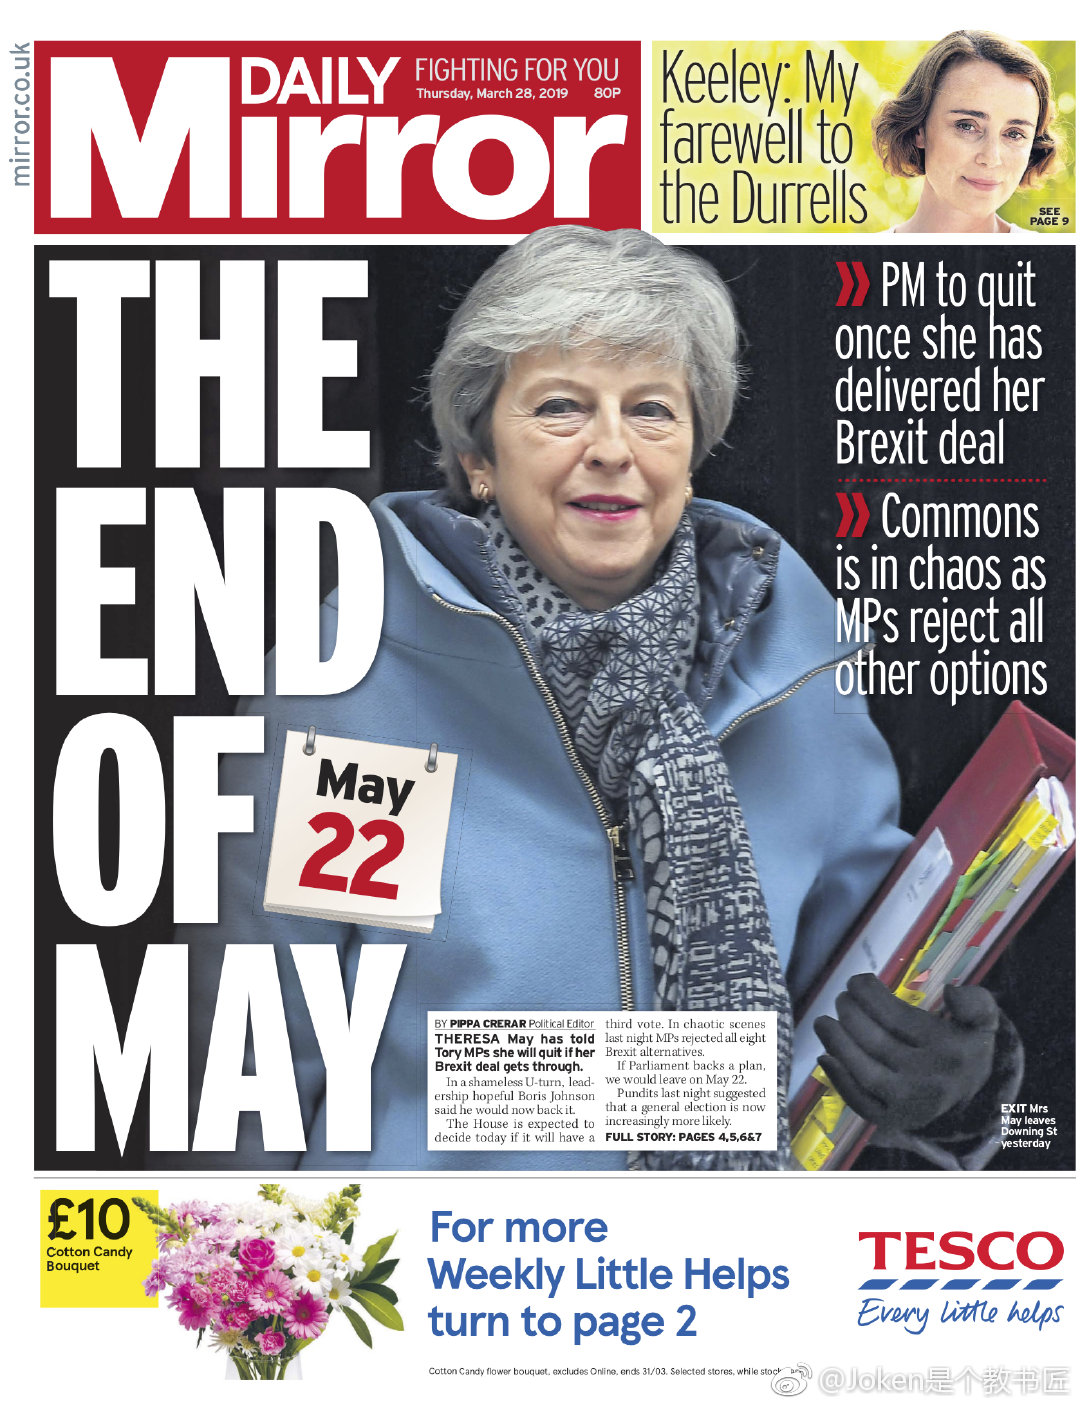 mirror.co.uk
DAILY
Mirror
FIGHTING FOR YOU
Thursday, March 28, 2019 80P
Keeley: My
farewell to
the Durrells
SEE
PAGE 9
THE
END
OF
MAY
May
22
» PM to quit
once she has
delivered her
Brexit deal
» Commons
is in chaos as
MPs reject all
other options
BY PIPPA CRERAR Political Editor
THERESA May has told
Tory MPs she will quit if her
Brexit deal gets through.
In a shameless U-turn, lead-
ership hopeful Boris Johnson
said he would now back it.
The House is expected to
decide today if it will have a
third vote. In chaotic scenes
last night MPs rejected all eight
Brexit alternatives.
If Parliament backs a plan,
we would leave on May 22.
Pundits last night suggested
that a general election is now
increasingly more likely.
FULL STORY: PAGES 4,5,6&7
EXIT Mrs
May leaves
Downing St
yesterday
£10
Cotton Candy
Bouquet
For more
Weekly Little Helps
turn to page 2
TESCO
Every little helps
Cotton Candy flower bouquet, excludes Online, ends 31/03. Selected stores, while
@Joken是个教书匠